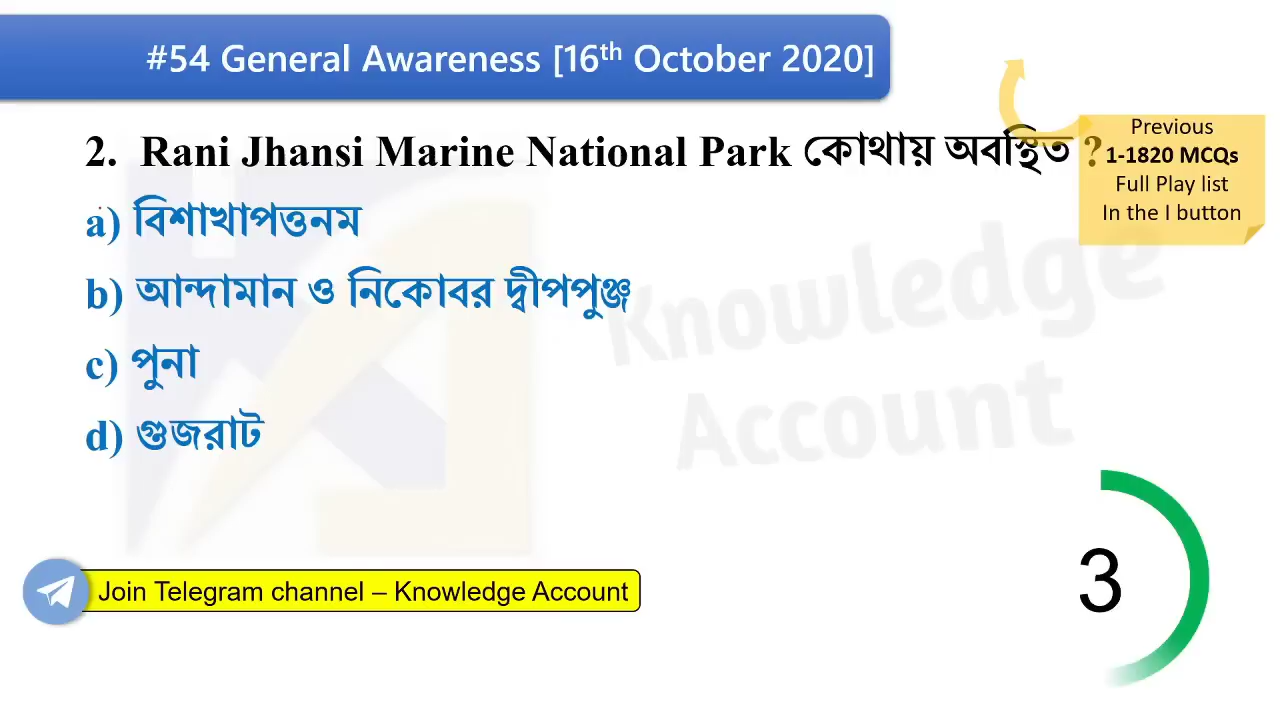 #54 General Awareness [16th October 2020]
Previous
1-1820 MCQs
Full Play list
In the I button
2. Rani Jhansi Marine National Park কোথায় অবস্থিত ?
a) বিশাখাপত্তনম
b) আন্দামান ও নিকোবর দ্বীপপুঞ্জ
c) পুনা
d) গুজরাট
Knowledge
Account
3
Join Telegram channel – Knowledge Account